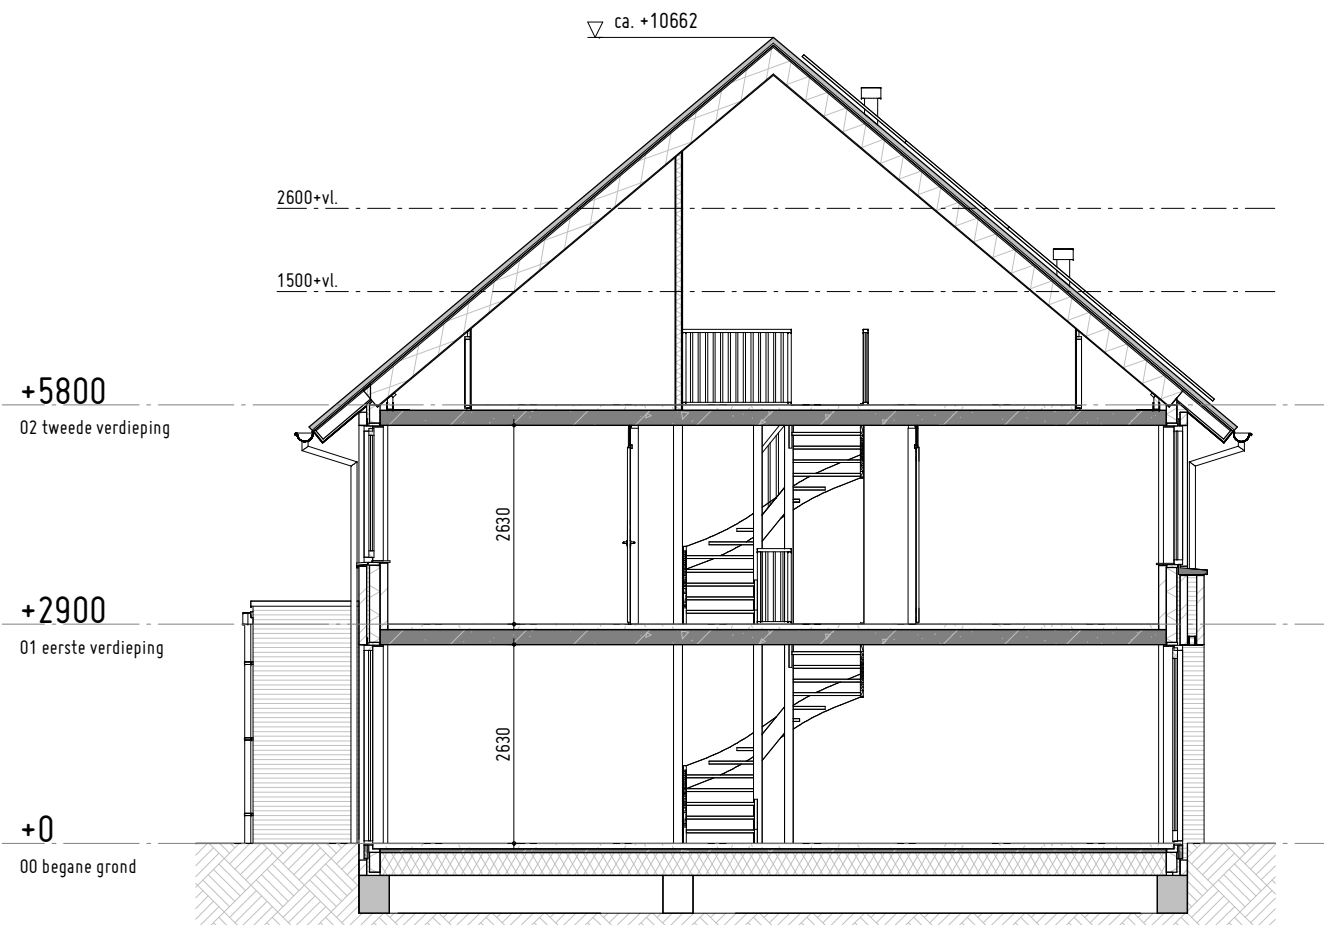 ca. +10662
2600+vl.
1500+vl.
+5800
02 tweede verdieping
2630
+2900
01 eerste verdieping
2630
+0
00 begane grond